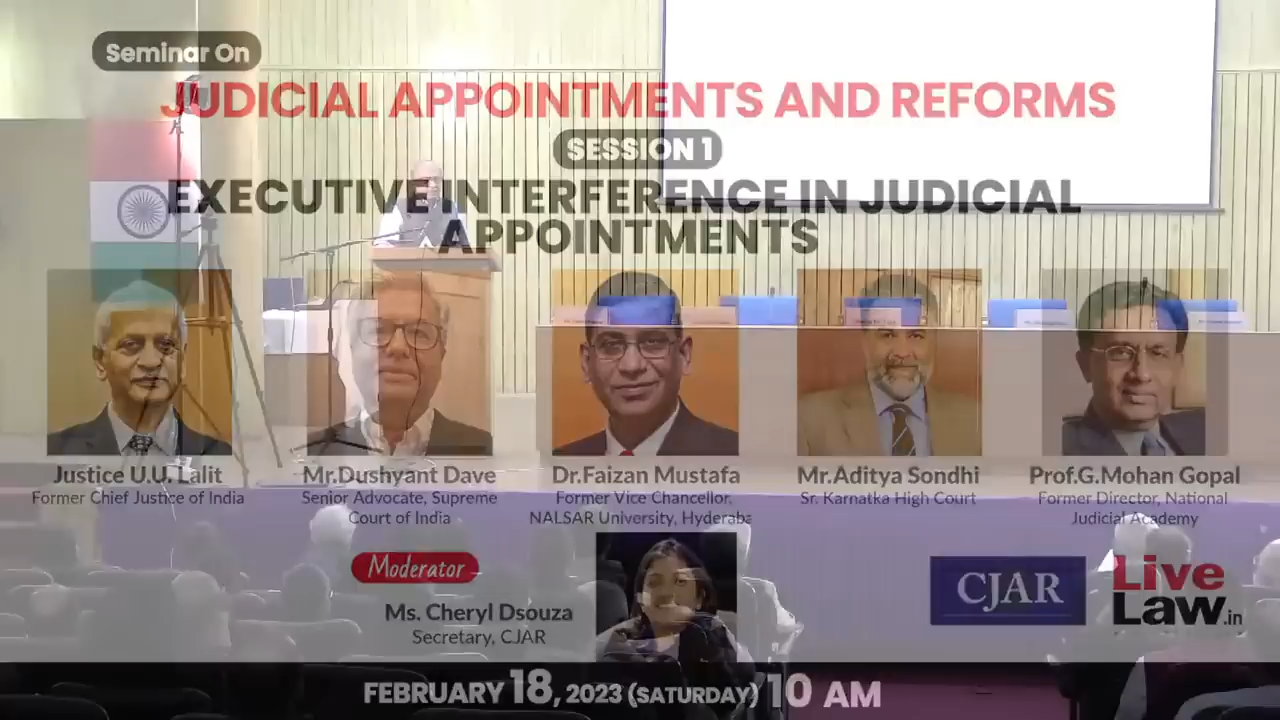 Seminar On
JUDICIAL APPOINTMENTS AND REFORMS
SESSION 1
EXECUTIVE INTERFERENCE IN JUDICIAL
APPOINTMENTS
Justice U.U. Lalit
Former Chief Justice of India
Mr.Dushyant Dave
Senior Advocate, Supreme
Court of India
Dr.Faizan Mustafa
Former Vice Chancellor,
NALSAR University, Hyderaba
Mr.Aditya Sondhi
Sr. Karnatka High Court
Prof.G.Mohan Gopal
Former Director, National
Judicial Academy
Moderator
Ms. Cheryl Dsouza
Secretary, CJAR
CJAR
Live
Law.in
FEBRUARY 18, 2023 (SATURDAY) 10 AM